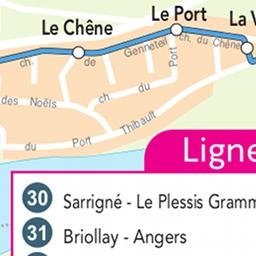 Le Chêne
Le Port
La V
ch. de Genneteil
ch. du Chêne
Port
des Noëls
ch. du
du Port Thibault
Ligne
30 Sarrigné - Le Plessis Gramm
31 Briollay - Angers